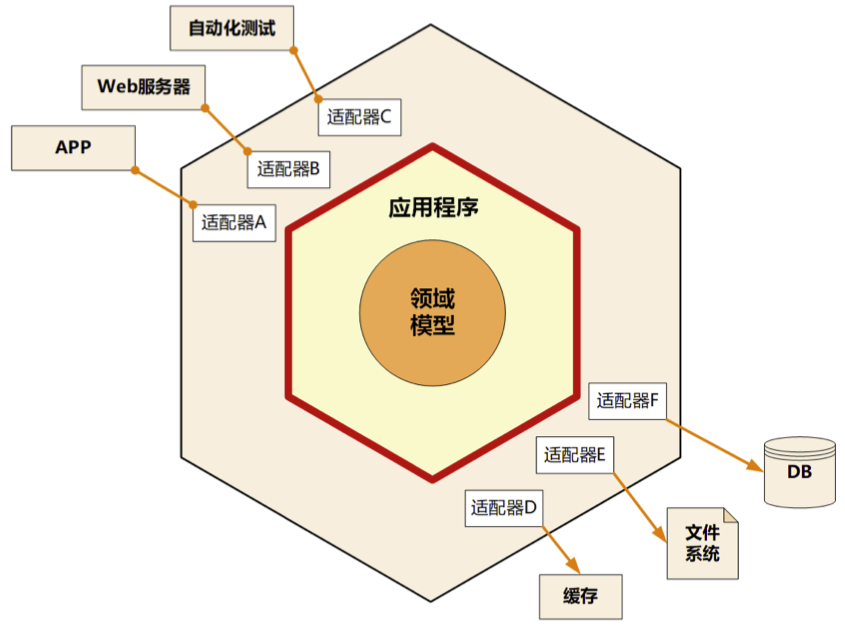 自动化测试
Web服务器
APP
适配器C
适配器B
适配器A
应用程序
领域
模型
适配器F
适配器E
适配器D
DB
文件
系统
缓存